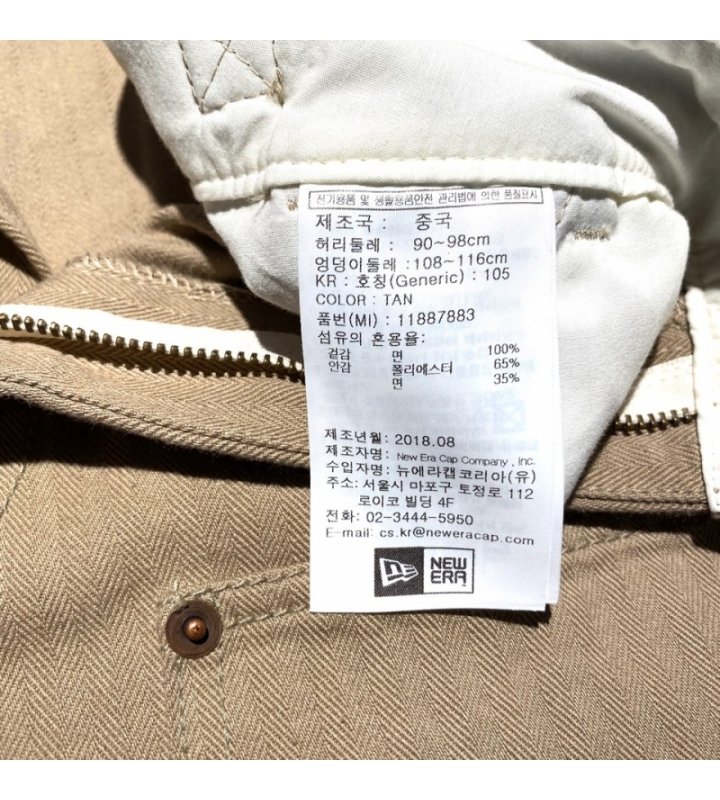 전기용품 및 생활용품안전 관리법에 의한 품질표시
제조국 : 중국
허리둘레 : 90~98cm
엉덩이둘레 :108~116cm
KR : 호칭(Generic) : 105
COLOR : TAN
품번(MI) : 11887883
섬유의 혼용율:
겉감 면 100%
안감 폴리에스터 65%
면 35%
제조년월: 2018.08
제조자명: New Era Cap Company , Inc.
수입자명: 뉴에라캡코리아(유)
주소: 서울시 마포구 토정로 112
로이코 빌딩 4F
전화: 02-3444-5950
E-mail: cs.kr@neweracap.com
NE NEW
ERA